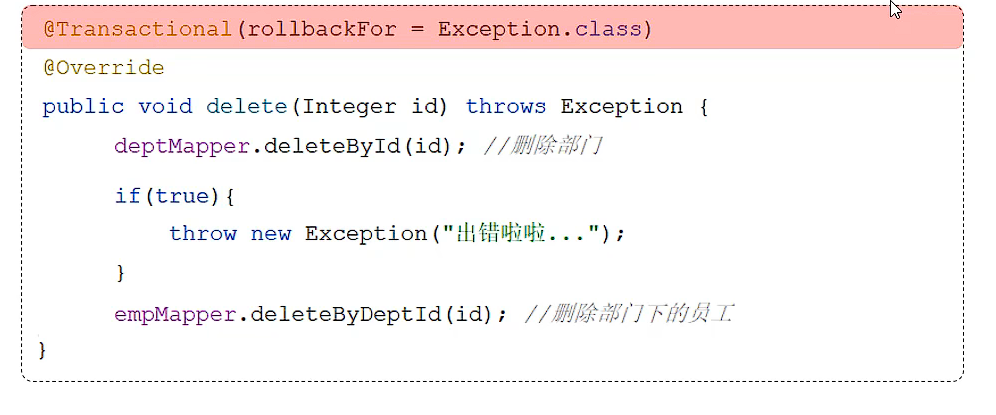 @Transactional(rollbackFor = Exception.class)
@Override
public void delete(Integer id) throws Exception {
deptMapper.deleteById(id); //删除部门
if(true){
throw new Exception("出错啦啦...");
}
empMapper.deleteByDeptId(id); //删除部门下的员工
}